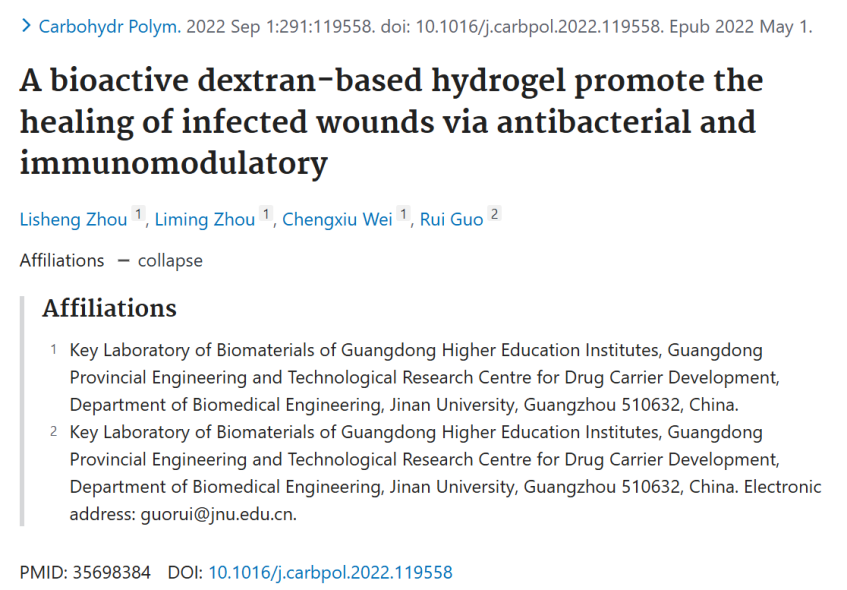 > Carbohydr Polym. 2022 Sep 1:291:119558. doi: 10.1016/j.carbpol.2022.119558. Epub 2022 May 1.
A bioactive dextran-based hydrogel promote the
healing of infected wounds via antibacterial and
immunomodulatory
Lisheng Zhou 1, Liming Zhou 1, Chengxiu Wei 1, Rui Guo 2
Affiliations — collapse
Affiliations
1 Key Laboratory of Biomaterials of Guangdong Higher Education Institutes, Guangdong
Provincial Engineering and Technological Research Centre for Drug Carrier Development,
Department of Biomedical Engineering, Jinan University, Guangzhou 510632, China.
2 Key Laboratory of Biomaterials of Guangdong Higher Education Institutes, Guangdong
Provincial Engineering and Technological Research Centre for Drug Carrier Development,
Department of Biomedical Engineering, Jinan University, Guangzhou 510632, China. Electronic
address: guorui@jnu.edu.cn.
PMID: 35698384 DOI: 10.1016/j.carbpol.2022.119558